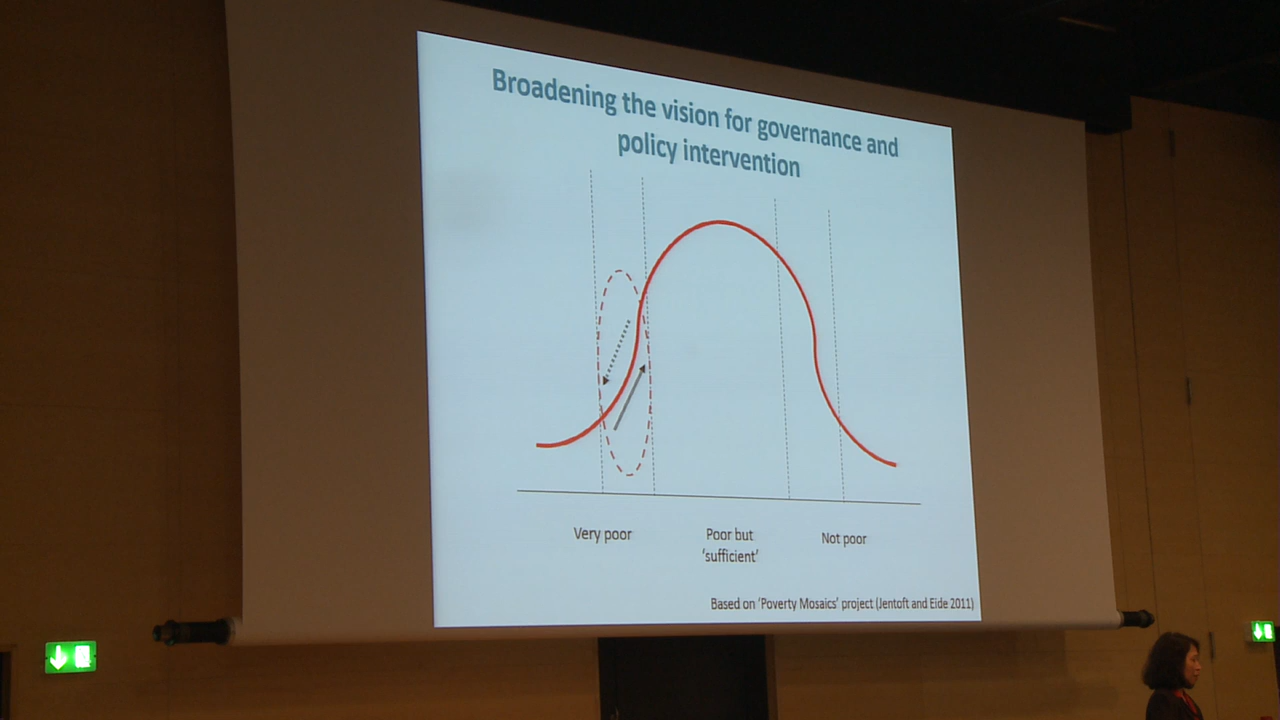 Broadening the vision for governance and
policy intervention
Very poor
Poor but
‘sufficient’
Not poor
Based on ‘Poverty Mosaics’ project (Jentoft and Eide 2011)